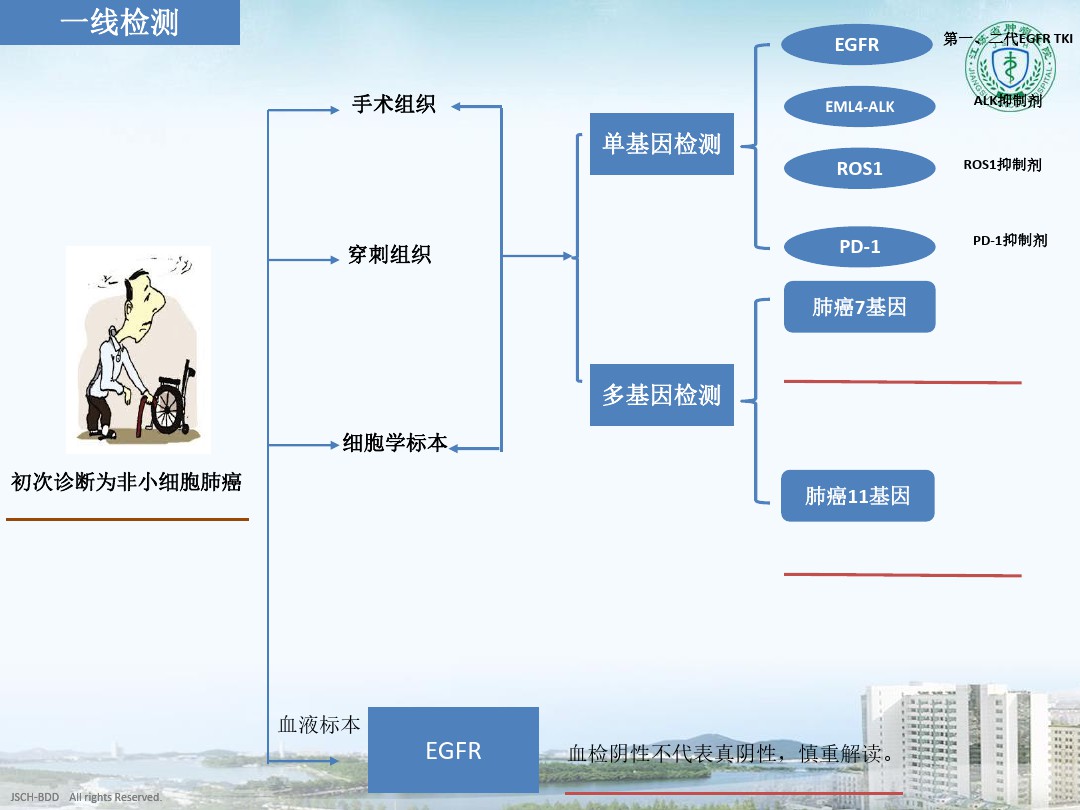 一线检测
EGFR
第一、二代EGFR TKI
手术组织
EML4-ALK
ALK抑制剂
单基因检测
ROS1
ROS1抑制剂
穿刺组织
PD-1
PD-1抑制剂
肺癌7基因
多基因检测
细胞学标本
初次诊断为非小细胞肺癌
肺癌11基因
血液标本
EGFR
血检阴性不代表真阴性，慎重解读。
JSCH-BDD All rights Reserved.